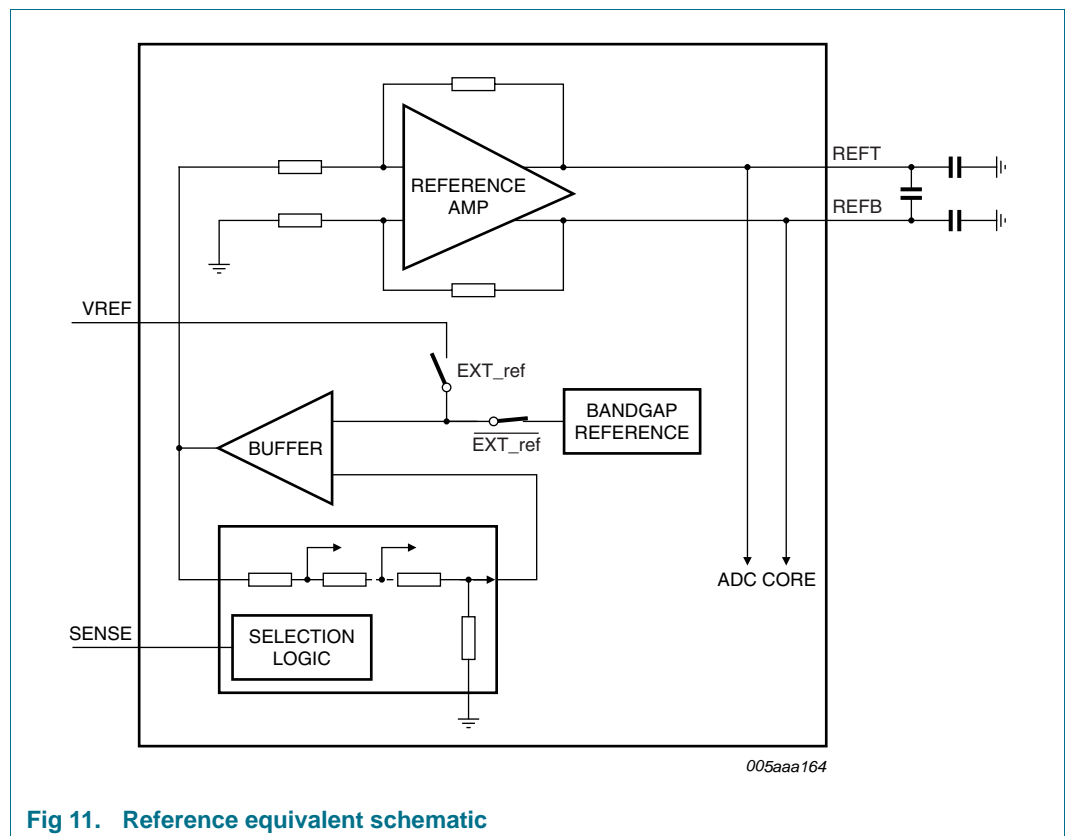 REFERENCE
AMP
REFT
REFB
VREF
EXT_ref
BANDGAP
REFERENCE
EXT_ref
BUFFER
ADC CORE
SENSE
SELECTION
LOGIC
005aaa164
Fig 11. Reference equivalent schematic